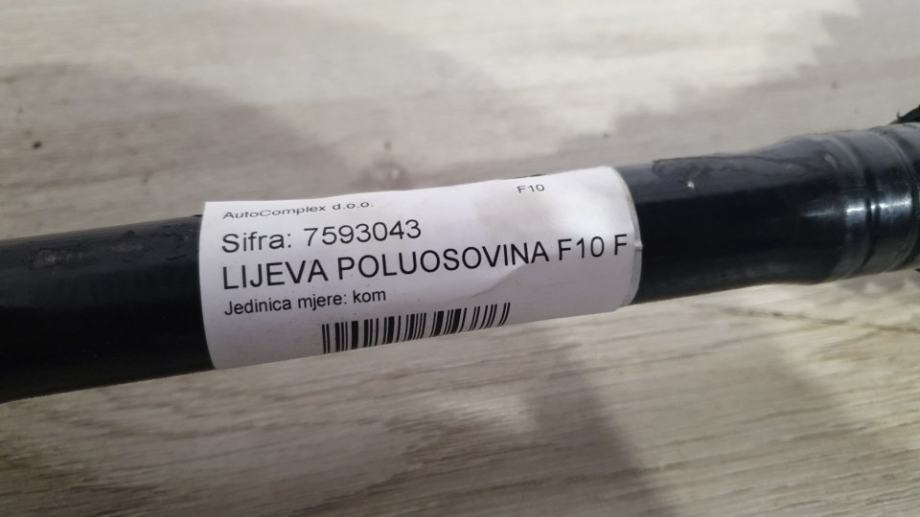 AutoComplex d.o.o. F10
Sifra: 7593043
LIJEVA POLUOSOVINA F10 F
Jedinica mjere: kom